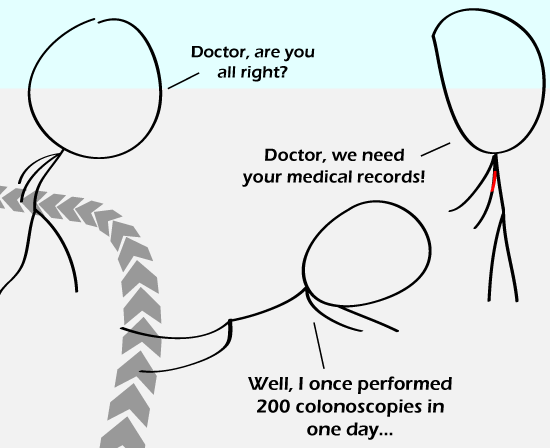 Doctor, are you
all right?
Doctor, we need
your medical records!
Well, I once performed
200 colonoscopies in
one day...